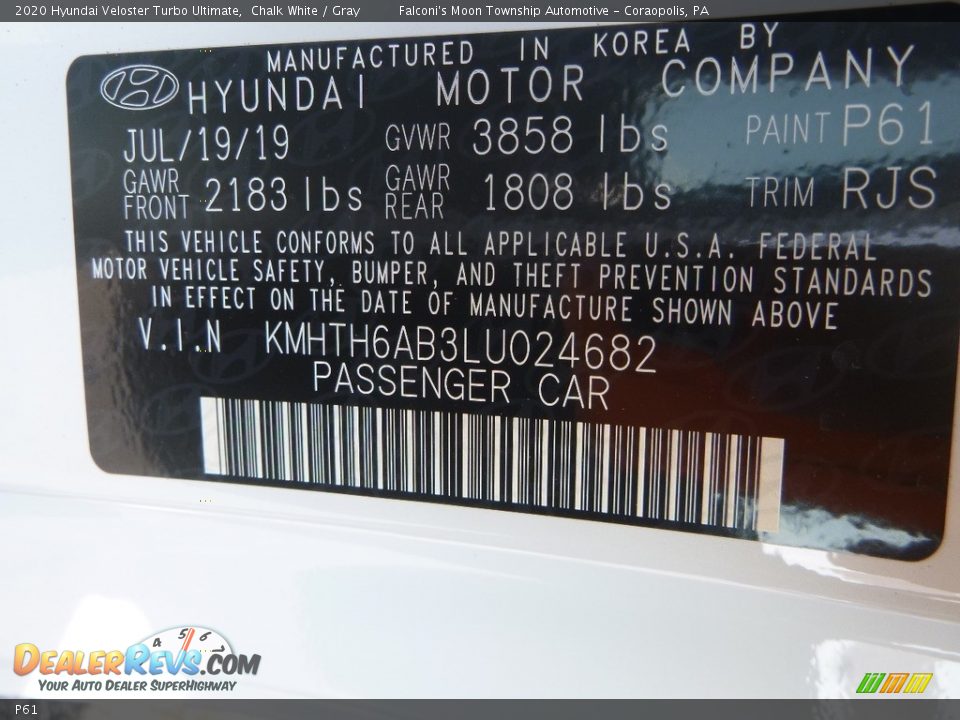 2020 Hyundai Veloster Turbo Ultimate, Chalk White / Gray Falconi's Moon Township Automotive - Coraopolis, PA
MANUFACTURED IN KOREA BY
HYUNDAI MOTOR COMPANY
JUL/19/19 GVWR 3858 lbs PAINT P61
GAWR FRONT 2183 lbs GAWR REAR 1808 lbs TRIM RJS
THIS VEHICLE CONFORMS TO ALL APPLICABLE U.S.A. FEDERAL
MOTOR VEHICLE SAFETY, BUMPER, AND THEFT PREVENTION STANDARDS
IN EFFECT ON THE DATE OF MANUFACTURE SHOWN ABOVE
V.I.N KMHTH6AB3LU024682
PASSENGER CAR
4 5 6
DEALERREVS.COM
YOUR AUTO DEALER SUPERHIGHWAY
P61